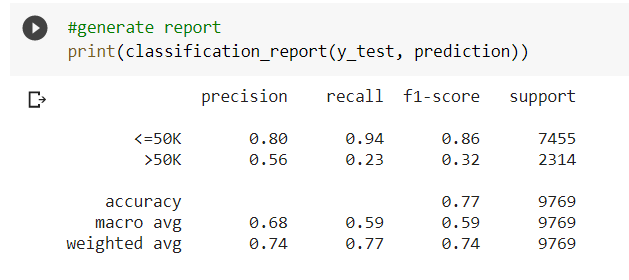 #generate report
print(classification_report(y_test, prediction))
precision recall f1-score support
<=50K 0.80 0.94 0.86 7455
>50K 0.56 0.23 0.32 2314
accuracy 0.77 9769
macro avg 0.68 0.59 0.59 9769
weighted avg 0.74 0.77 0.74 9769